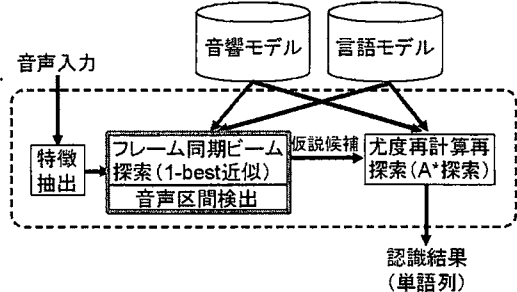 音響モデル
言語モデル
音声入力
特徴
抽出
フレーム同期ビーム
探索(1-best近似)
音声区間検出
仮説候補
尤度再計算再
探索(A*探索)
認識結果
(単語列)